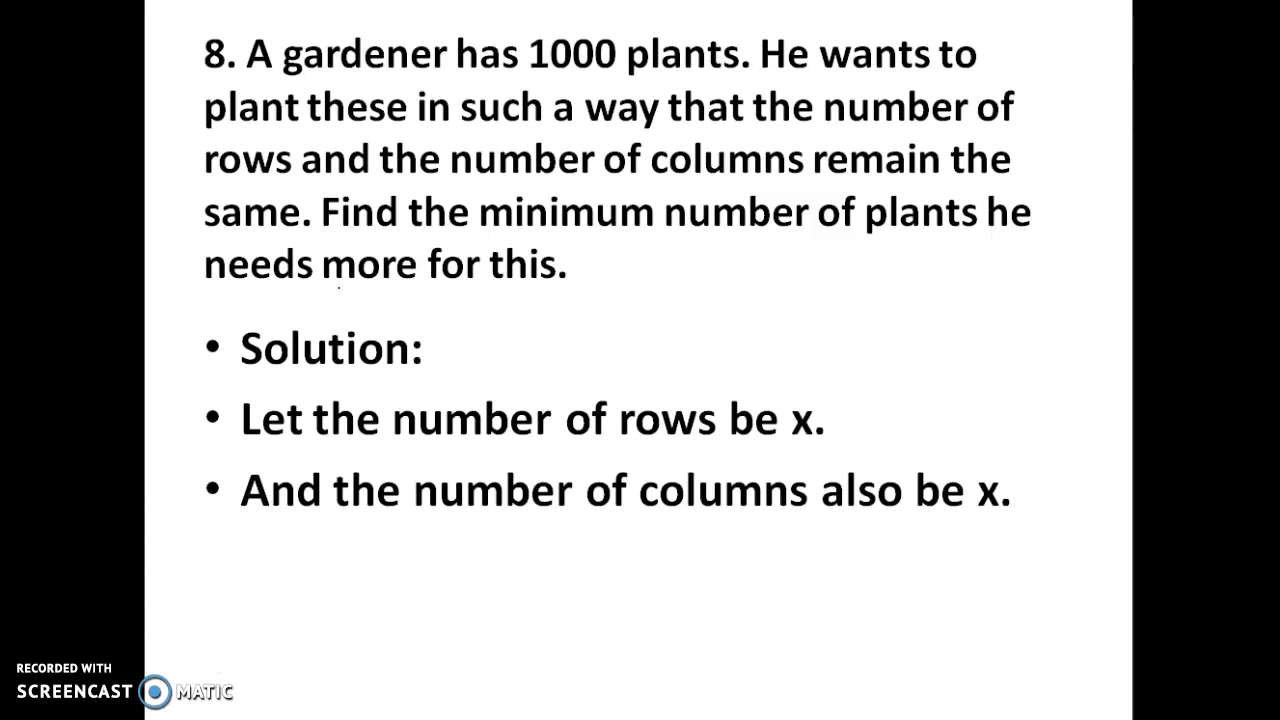 8. A gardener has 1000 plants. He wants to
plant these in such a way that the number of
rows and the number of columns remain the
same. Find the minimum number of plants he
needs more for this.
• Solution:
• Let the number of rows be x.
• And the number of columns also be x.
RECORDED WITH
SCREENCAST MATIC